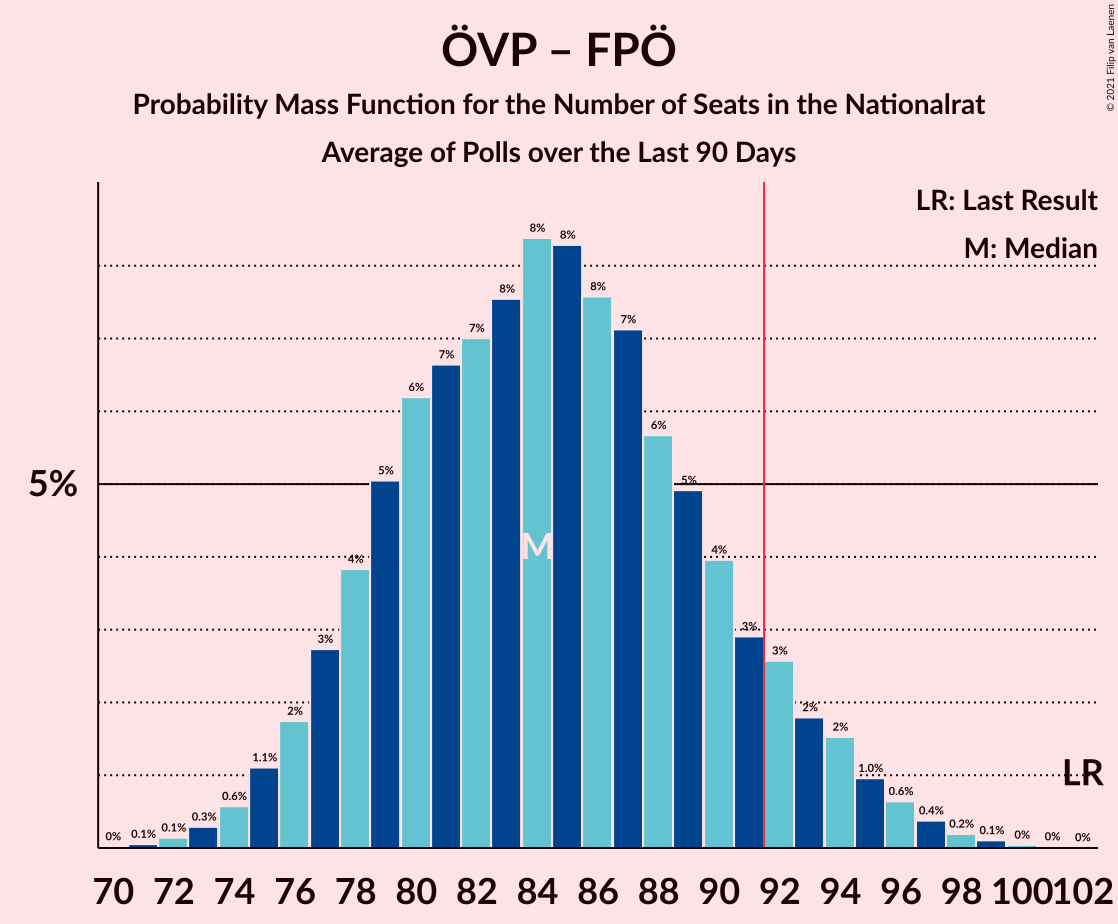 ÖVP – FPÖ
Probability Mass Function for the Number of Seats in the Nationalrat
Average of Polls over the Last 90 Days
© 2021 Filip van Laenen
LR: Last Result
M: Median
5%
0% 0.1% 0.1% 0.3% 0.6% 1.1% 2% 3% 4% 5% 6% 7% 7% 8% 8% 8% 8% 7% 6% 5% 4% 3% 3% 2% 2% 1.0% 0.6% 0.4% 0.2% 0.1% 0% 0% 0%
M
LR
70 72 74 76 78 80 82 84 86 88 90 92 94 96 98 100 102